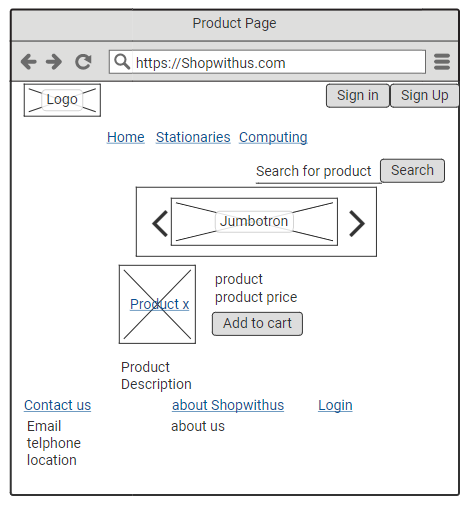 Product Page
https://Shopwithus.com
Logo
Sign in Sign Up
Home Stationaries Computing
Search for product Search
Jumbotron
Product x
product
product price
Add to cart
Product
Description
Contact us about Shopwithus Login
Email about us
telphone
location